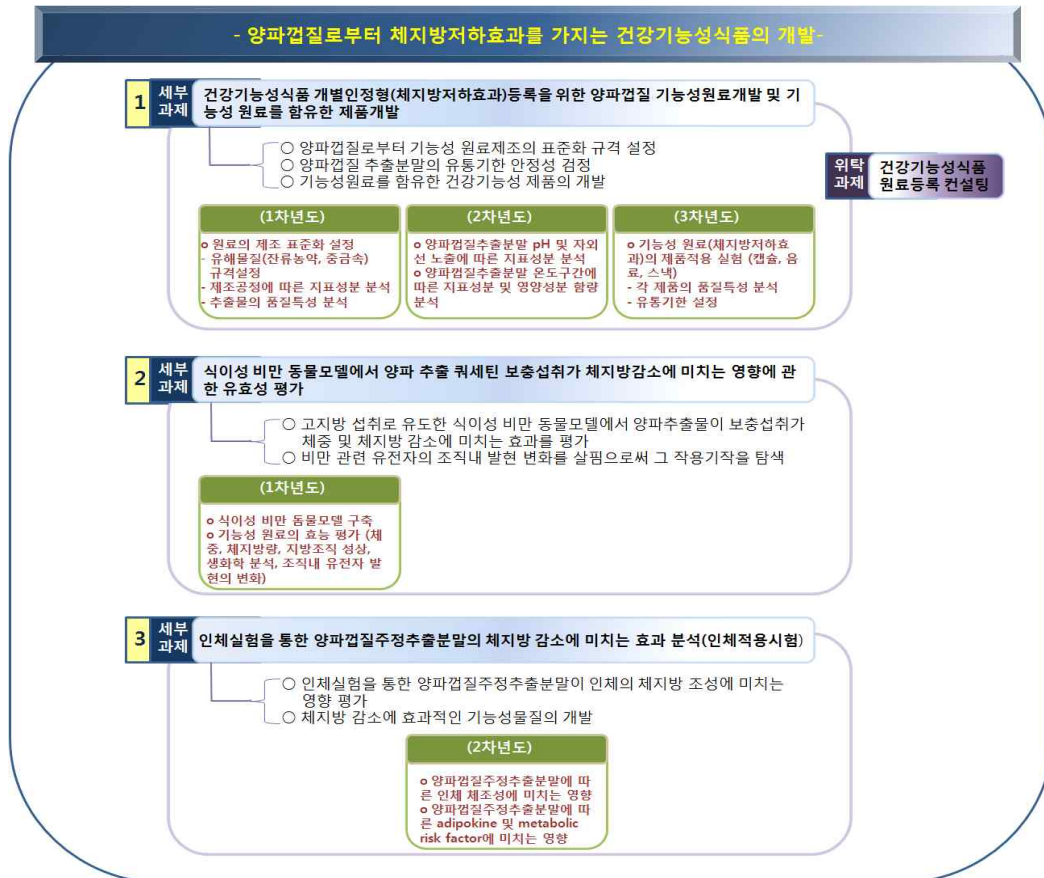 - 양파껍질로부터 체지방저하효과를 가지는 건강기능성식품의 개발-
1 세부과제
건강기능성식품 개별인정형(체지방저하효과)등록을 위한 양파껍질 기능성원료개발 및 기
능성 원료를 함유한 제품개발
○ 양파껍질로부터 기능성 원료제조의 표준화 규격 설정
○ 양파껍질 추출분말의 유통기한 안정성 검정
○ 기능성원료를 함유한 건강기능성 제품의 개발
위탁과제
건강기능성식품
원료등록 컨설팅
(1차년도)
o 원료의 제조 표준화 설정
- 유해물질(잔류농약, 중금속)
규격설정
- 제조공정에 따른 지표성분 분석
- 추출물의 품질특성 분석
(2차년도)
o 양파껍질추출분말 pH 및 자외
선 노출에 따른 지표성분 분석
o 양파껍질추출분말 온도구간에
따른 지표성분 및 영양성분 함량
분석
(3차년도)
o 기능성 원료(체지방저하효
과)의 제품적용 실험 (캡슐, 음
료, 스낵)
- 각 제품의 품질특성 분석
- 유통기한 설정
2 세부과제
식이성 비만 동물모델에서 양파 추출 쿼세틴 보충섭취가 체지방감소에 미치는 영향에 관
한 유효성 평가
○ 고지방 섭취로 유도한 식이성 비만 동물모델에서 양파추출물이 보충섭취가
체중 및 체지방 감소에 미치는 효과를 평가
○ 비만 관련 유전자의 조직내 발현 변화를 살핌으로써 그 작용기작을 탐색
(1차년도)
o 식이성 비만 동물모델 구축
o 기능성 원료의 효능 평가 (체
중, 체지방량, 지방조직 성상,
생화학 분석, 조직내 유전자 발
현의 변화)
3 세부과제
인체실험을 통한 양파껍질주정추출분말의 체지방 감소에 미치는 효과 분석(인체적용시험)
○ 인체실험을 통한 양파껍질주정추출분말이 인체의 체지방 조성에 미치는
영향 평가
○ 체지방 감소에 효과적인 기능성물질의 개발
(2차년도)
o 양파껍질주정추출분말에 따
른 인체 체조성에 미치는 영향
o 양파껍질주정추출분말에 따
른 adipokine 및 metabolic
risk factor에 미치는 영향